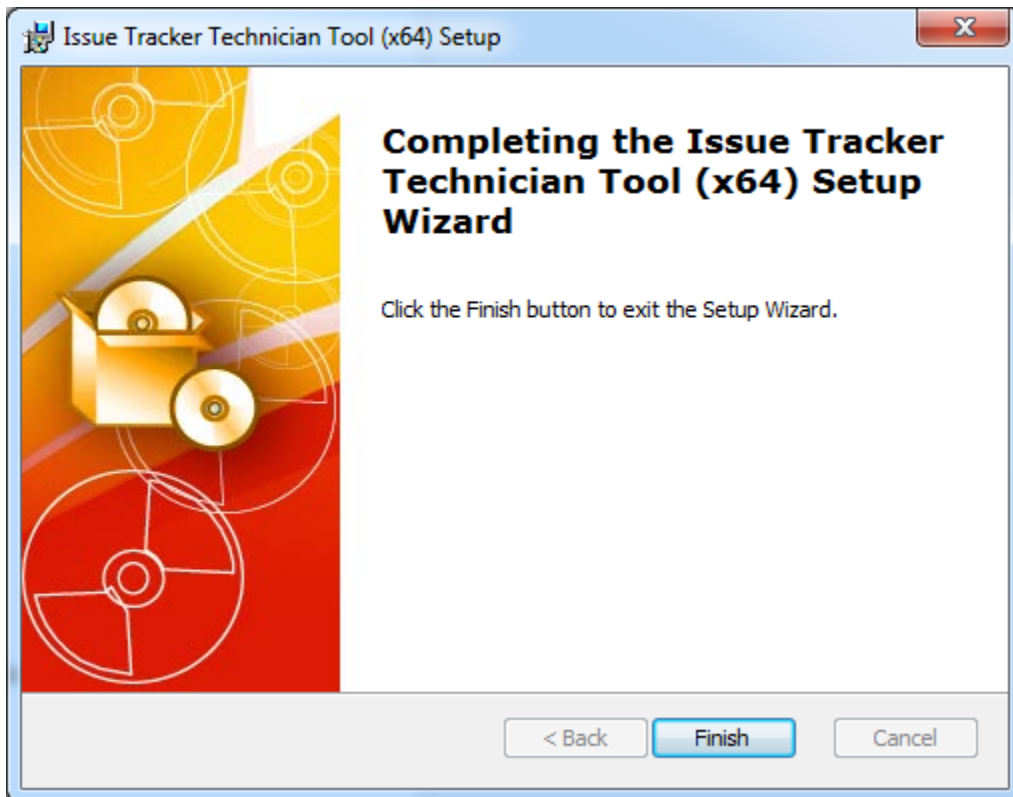 Issue Tracker Technician Tool (x64) Setup
Completing the Issue Tracker
Technician Tool (x64) Setup
Wizard
Click the Finish button to exit the Setup Wizard.
< Back Finish Cancel